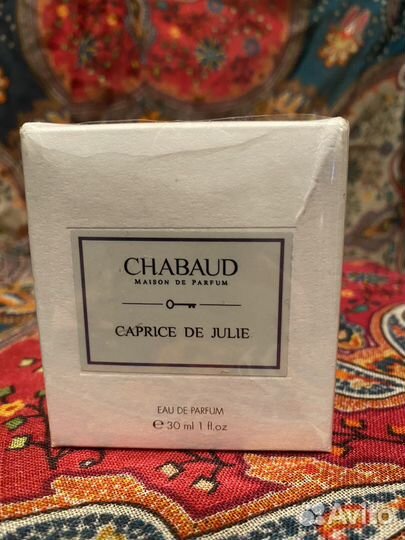 CHABAUD
MAISON DE PARFUM
CAPRICE DE JULIE
EAU DE PARFUM
℮ 30 ml 1 fl.oz
Avito